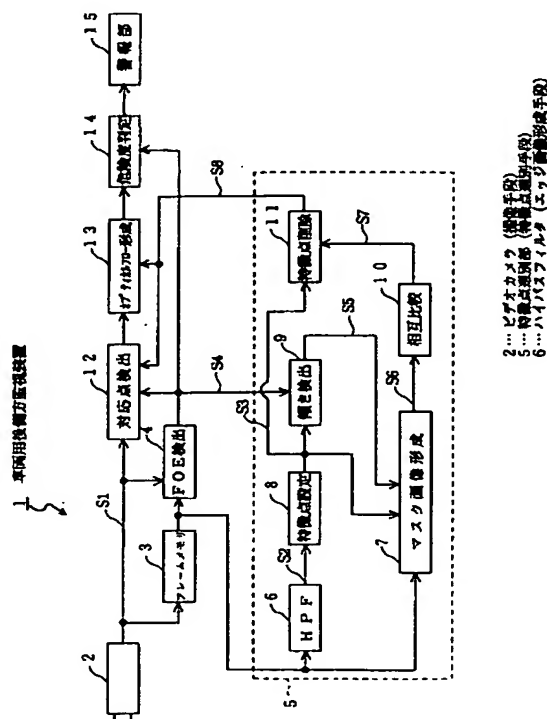 1 車両用後側方監視装置
2
S1
3
フレームメモリ
4
FOE検出
12
対応点検出
13
オプティカルフロー形成
14
危険度判定
15
警報部
S8
S4
S3
5
6
HPF
S2
8
特徴点設定
9
傾き検出
S5
11
特徴点削除
S7
10
相互比較
S6
7
マスク画像形成
2…ビデオカメラ (撮像手段)
5…特徴点選別部 (特徴点選別手段)
6…ハイパスフィルタ (エッジ画像形成手段)